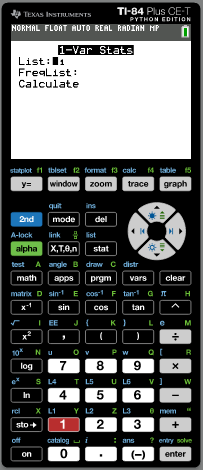 TEXAS INSTRUMENTS TI-84 Plus CE-T
PYTHON EDITION
NORMAL FLOAT AUTO REAL RADIAN MP
1-Var Stats
List:L1
FreqList:
Calculate
statplot f1 tblset f2 format f3 calc f4 table f5
y= window zoom trace graph
quit ins
2nd mode del
A-lock link list
alpha X,T,θ,n stat
test A angle B draw C distr
math apps prgm vars clear
matrix D sin⁻¹ E cos⁻¹ F tan⁻¹ G π H
x⁻¹ sin cos tan ^
√ I EE J { K } L e M
x² , ( ) ÷
10ˣ N u O v P w Q [ R
log 7 8 9 ×
eˣ S L4 T L5 U L6 V ] W
ln 4 5 6 −
rcl X L1 Y L2 Z L3 θ mem "
sto→ 1 2 3 +
off catalog i : ans ? entry solve
on 0 . (−) enter